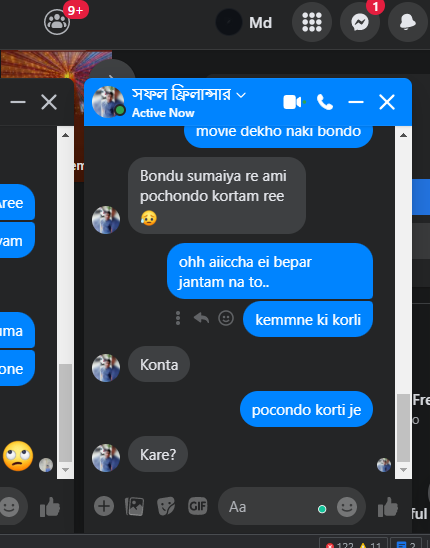 9+
Md
1
সফল ফ্রিলান্সার
Active Now
movie dekho naki bondo
Bondu sumaiya re ami
pochondo kortam ree
😥
Aree
yam
ohh aiiccha ei bepar
jantam na to..
kemmne ki korli
uma
one
Konta
pocondo korti je
Fre
🙄
Kare?
GIF
Aa
ful
122
11
2